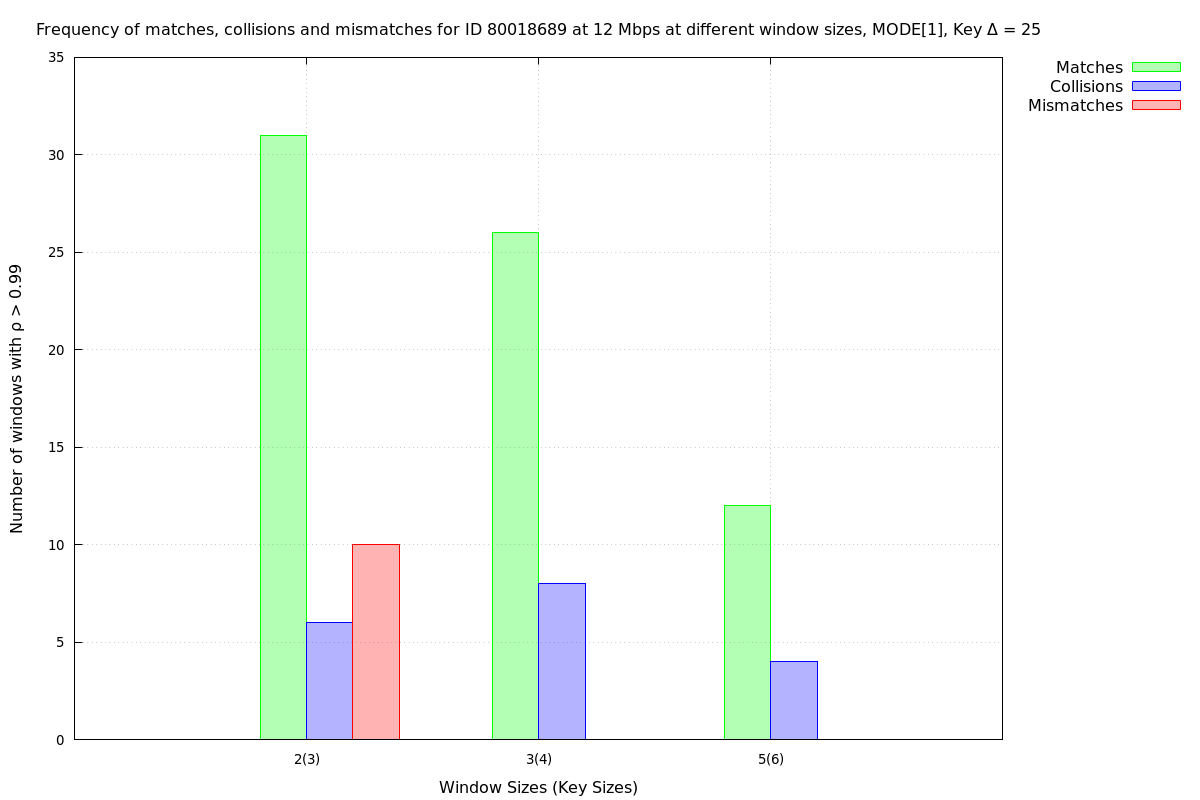 Frequency of matches, collisions and mismatches for ID 80018689 at 12 Mbps at different window sizes, MODE[1], Key Δ = 25
Matches
Collisions
Mismatches
Number of windows with ρ > 0.99
35
30
25
20
15
10
5
0
2(3)
3(4)
5(6)
Window Sizes (Key Sizes)